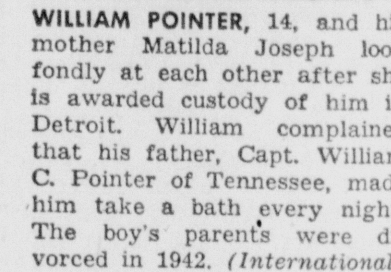 WILLIAM POINTER, 14, and hi
mother Matilda Joseph loo
fondly at each other after sh
is awarded custody of him i
Detroit. William complaine
that his father, Capt. Willian
C. Pointer of Tennessee, mad
him take a bath every nigh
The boy's parents were d
vorced in 1942. (International